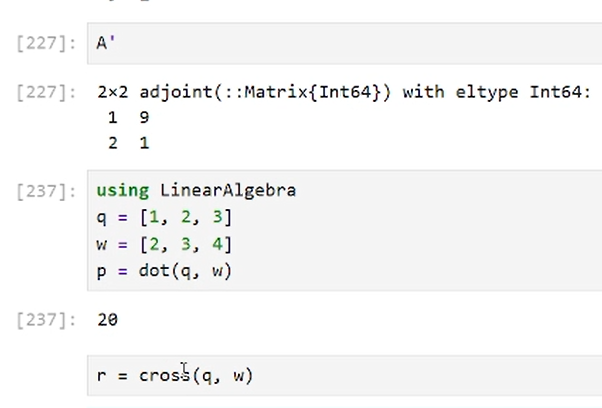 [227]: A'
[227]: 2×2 adjoint(::Matrix{Int64}) with eltype Int64:
1 9
2 1
[237]: using LinearAlgebra
q = [1, 2, 3]
w = [2, 3, 4]
p = dot(q, w)
[237]: 20
r = cross(q, w)